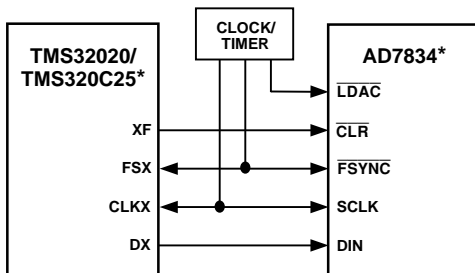 CLOCK/
TIMER
TMS32020/
TMS320C25*
AD7834*
LDAC
XF
CLR
FSX
FSYNC
CLKX
SCLK
DX
DIN